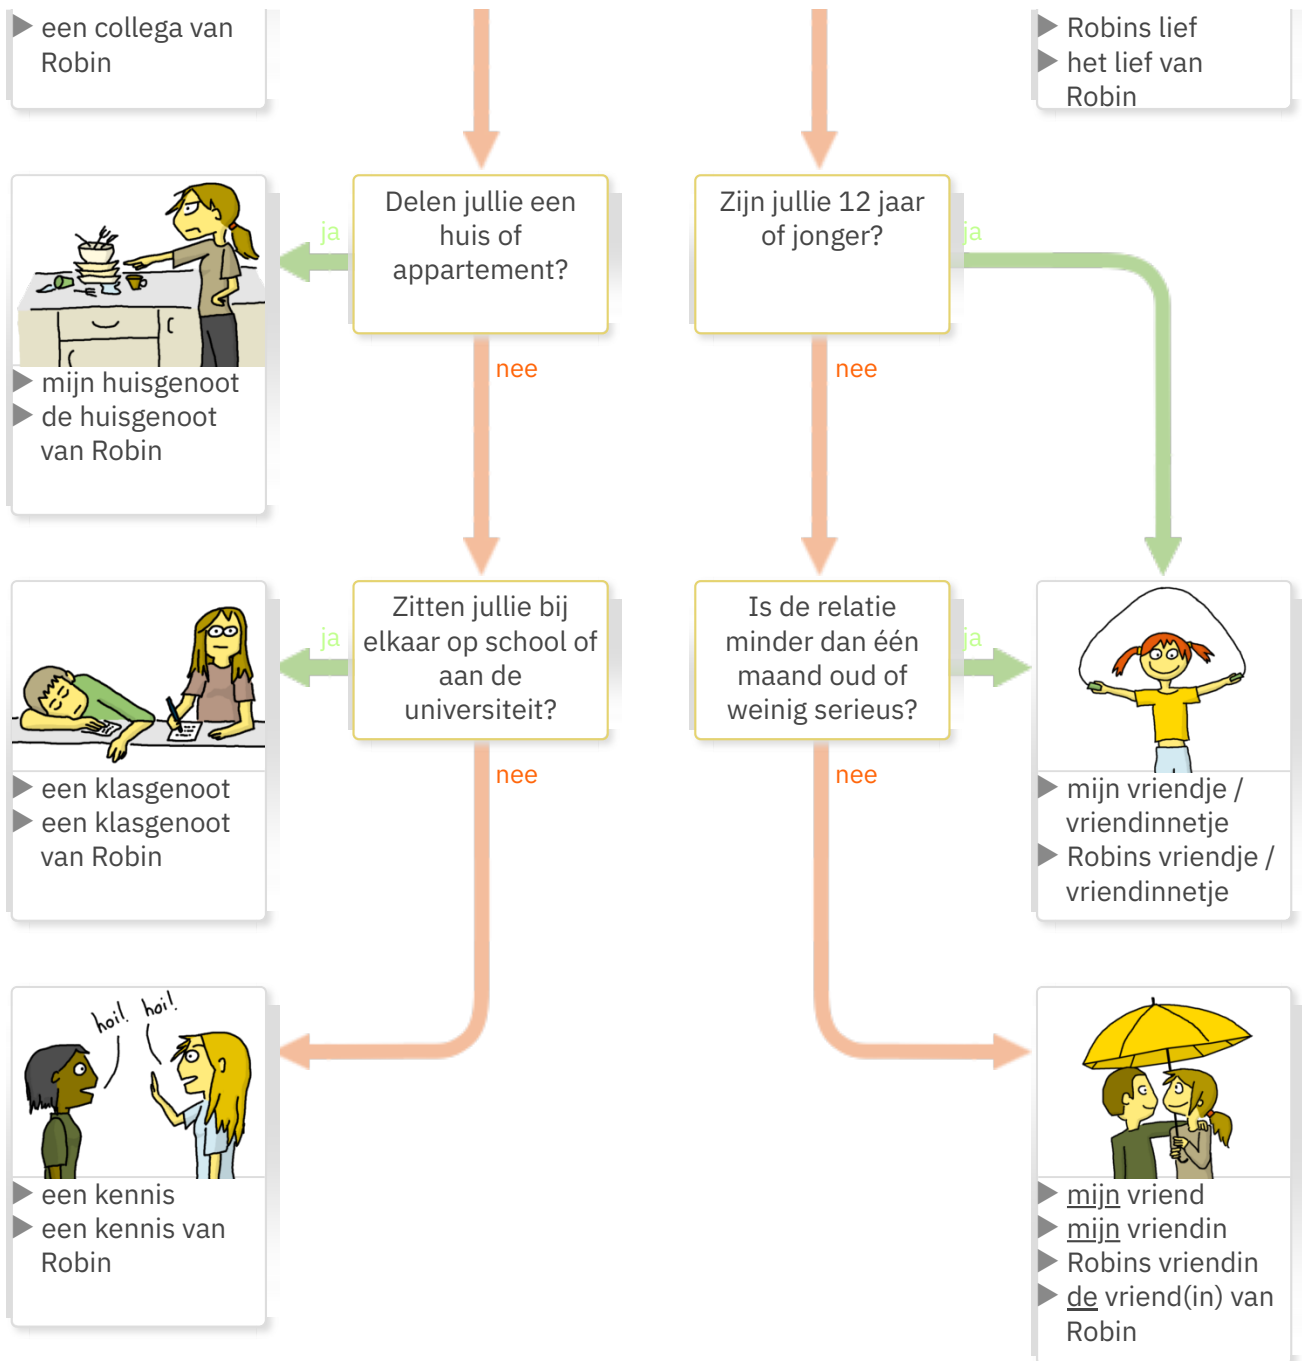 een collega van
Robin
Robins lief
het lief van
Robin
Delen jullie een
huis of
appartement?
ja
nee
Zijn jullie 12 jaar
of jonger?
ja
nee
mijn huisgenoot
de huisgenoot
van Robin
Zitten jullie bij
elkaar op school of
aan de
universiteit?
ja
nee
Is de relatie
minder dan één
maand oud of
weinig serieus?
ja
nee
een klasgenoot
een klasgenoot
van Robin
mijn vriendje /
vriendinnetje
Robins vriendje /
vriendinnetje
hoi! hoi!
een kennis
een kennis van
Robin
mijn vriend
mijn vriendin
Robins vriendin
de vriend(in) van
Robin